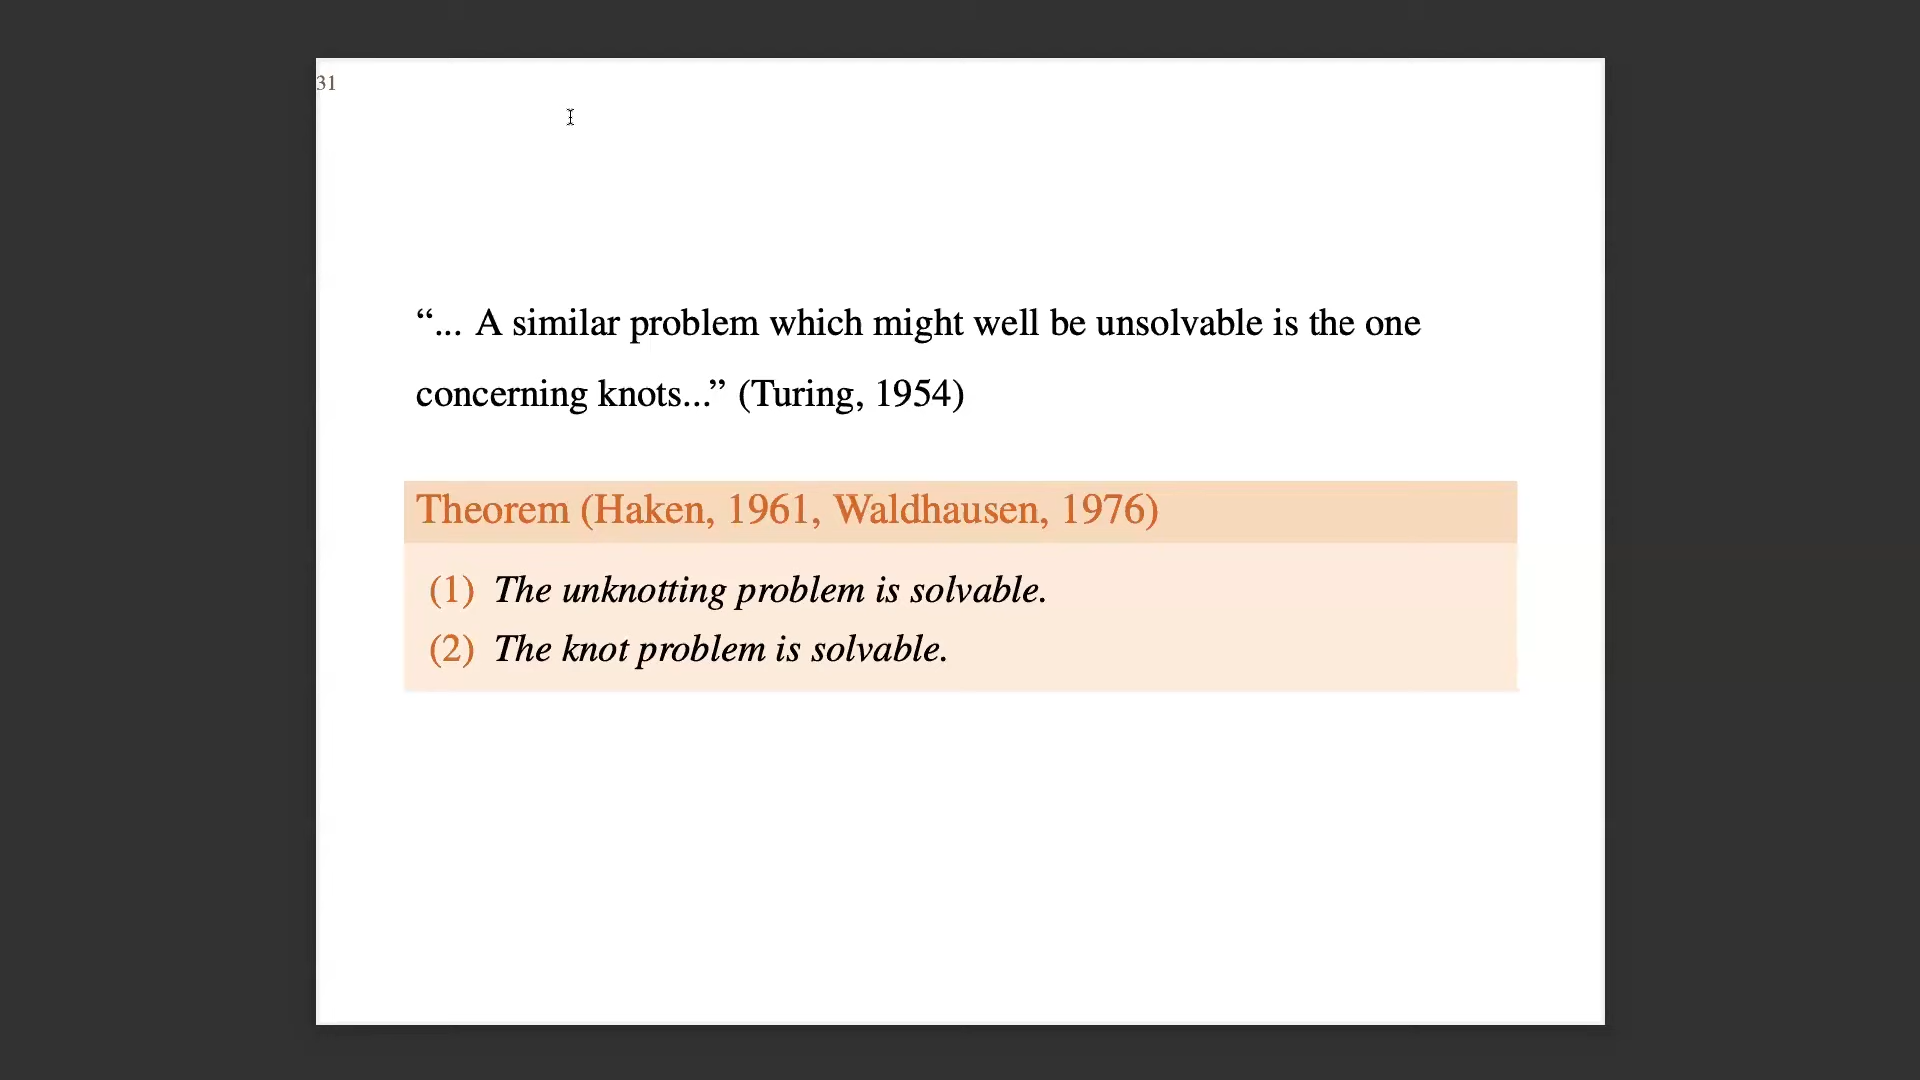 31
“... A similar problem which might well be unsolvable is the one
concerning knots...” (Turing, 1954)
Theorem (Haken, 1961, Waldhausen, 1976)
(1) The unknotting problem is solvable.
(2) The knot problem is solvable.